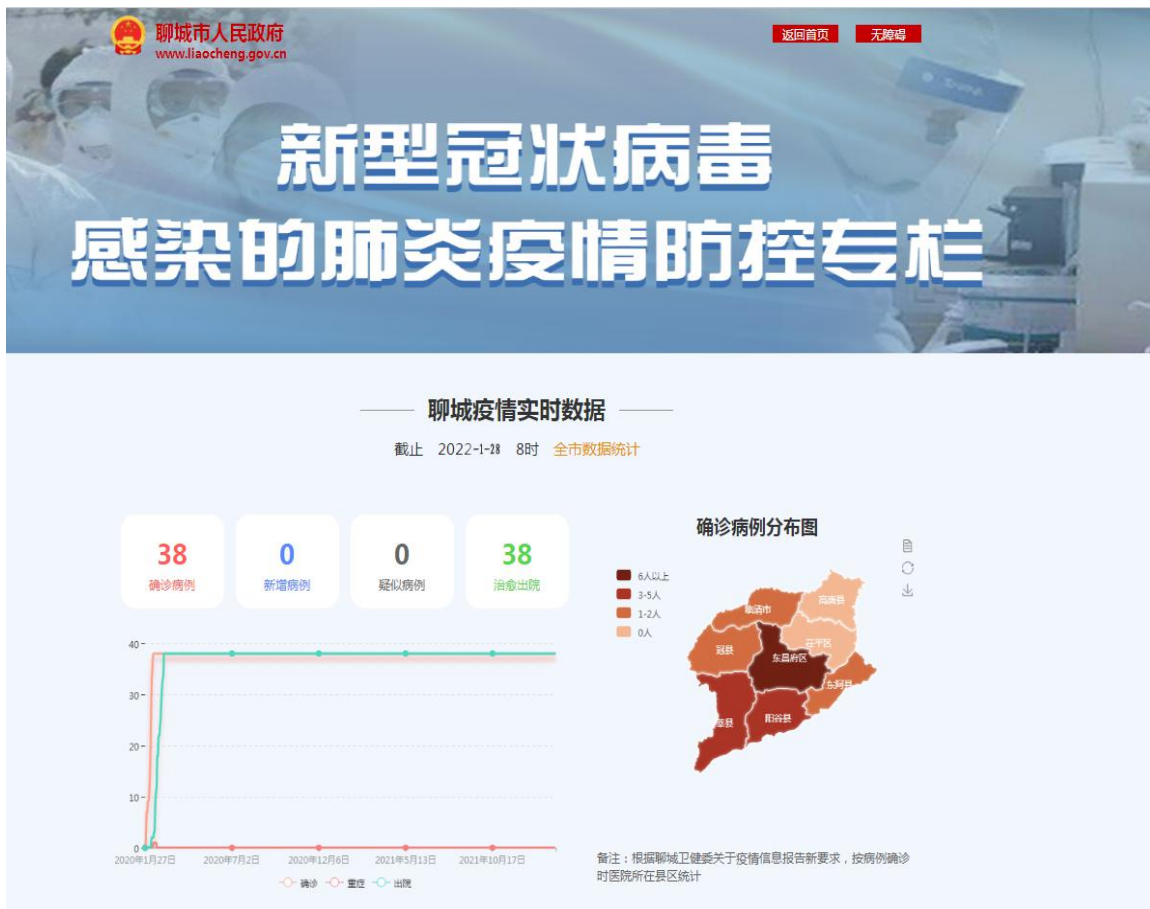 聊城市人民政府
www.liaocheng.gov.cn
返回首页 无障碍
新型冠状病毒
感染的肺炎疫情防控专栏
聊城疫情实时数据
截止 2022-1-28 8时 全市数据统计
38
确诊病例
0
新增病例
0
疑似病例
38
治愈出院
40
30
20
10
0
2020年1月27日 2020年7月2日 2020年12月6日 2021年5月13日 2021年10月17日
确诊 重症 出院
确诊病例分布图
6人以上
3-5人
1-2人
0人
临清市
高唐县
冠县
茌平区
东昌府区
东阿县
莘县
阳谷县
备注：根据聊城卫健委关于疫情信息报告新要求，按病例确诊
时医院所在县区统计